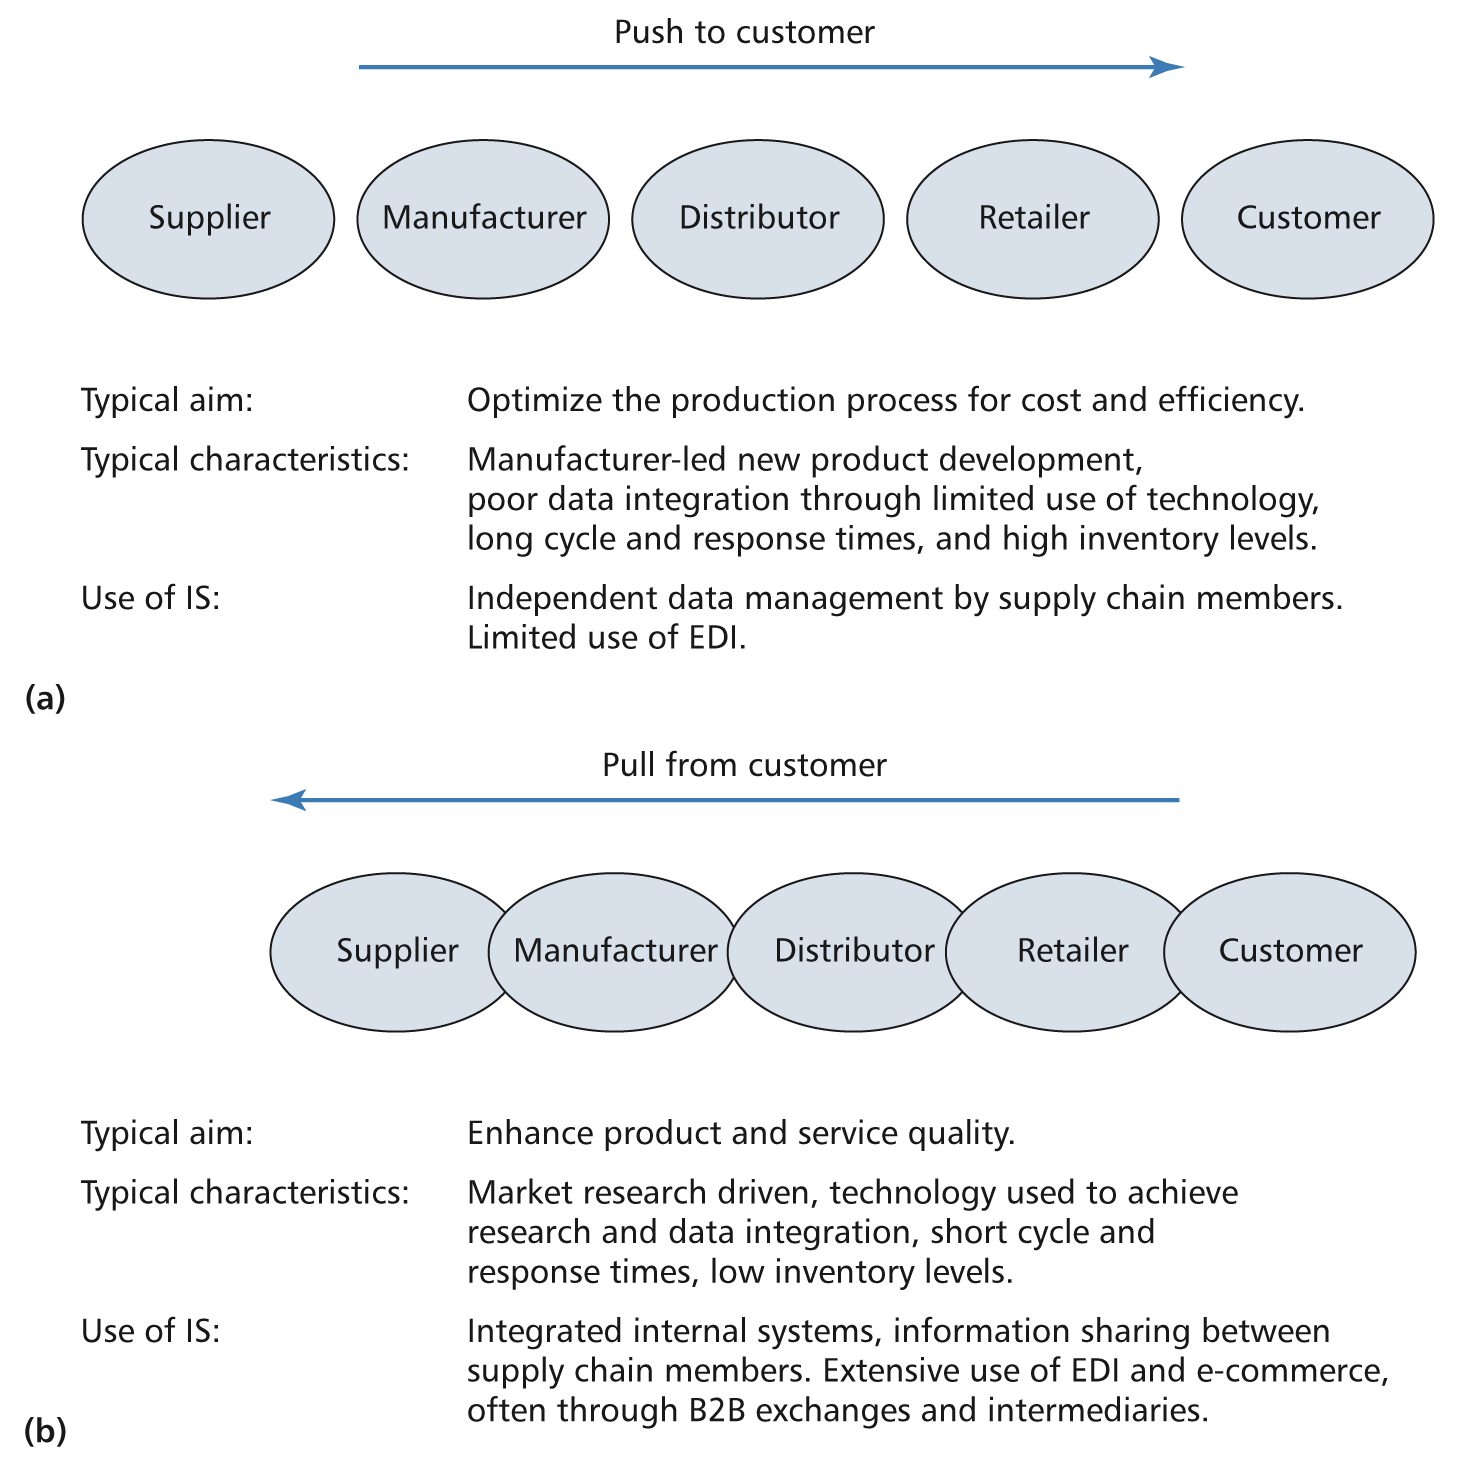 Push to customer
Supplier
Manufacturer
Distributor
Retailer
Customer
Typical aim:
Optimize the production process for cost and efficiency.
Typical characteristics:
Manufacturer-led new product development,
poor data integration through limited use of technology,
long cycle and response times, and high inventory levels.
Use of IS:
Independent data management by supply chain members.
Limited use of EDI.
(a)
Pull from customer
Supplier
Manufacturer
Distributor
Retailer
Customer
Typical aim:
Enhance product and service quality.
Typical characteristics:
Market research driven, technology used to achieve
research and data integration, short cycle and
response times, low inventory levels.
Use of IS:
Integrated internal systems, information sharing between
supply chain members. Extensive use of EDI and e-commerce,
often through B2B exchanges and intermediaries.
(b)